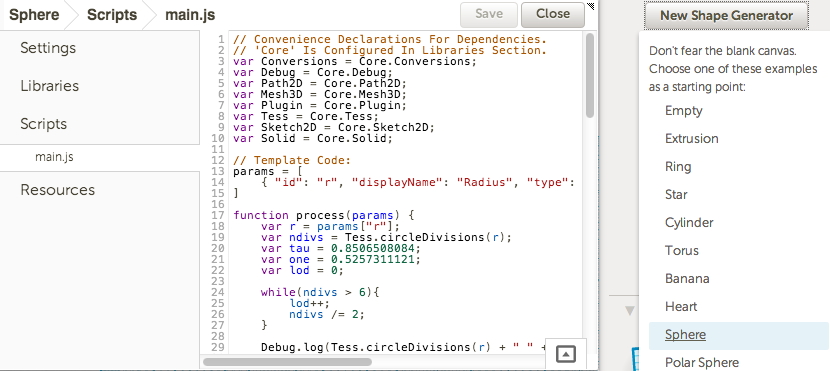 Sphere Scripts main.js Save Close
Settings
Libraries
Scripts
main.js
Resources
1 // Convenience Declarations For Dependencies.
2 // 'Core' Is Configured In Libraries Section.
3 var Conversions = Core.Conversions;
4 var Debug = Core.Debug;
5 var Path2D = Core.Path2D;
6 var Mesh3D = Core.Mesh3D;
7 var Plugin = Core.Plugin;
8 var Tess = Core.Tess;
9 var Sketch2D = Core.Sketch2D;
10 var Solid = Core.Solid;
11
12 // Template Code:
13 params = [
14 { "id": "r", "displayName": "Radius", "type":
15 ]
16
17 function process(params) {
18 var r = params["r"];
19 var ndivs = Tess.circleDivisions(r);
20 var tau = 0.8506508084;
21 var one = 0.5257311121;
22 var lod = 0;
23
24 while(ndivs > 6){
25 lod++;
26 ndivs /= 2;
27 }
28
29 Debug.log(Tess.circleDivisions(r) + " " +
New Shape Generator
Don't fear the blank canvas.
Choose one of these examples
as a starting point:
Empty
Extrusion
Ring
Star
Cylinder
Torus
Banana
Heart
Sphere
Polar Sphere